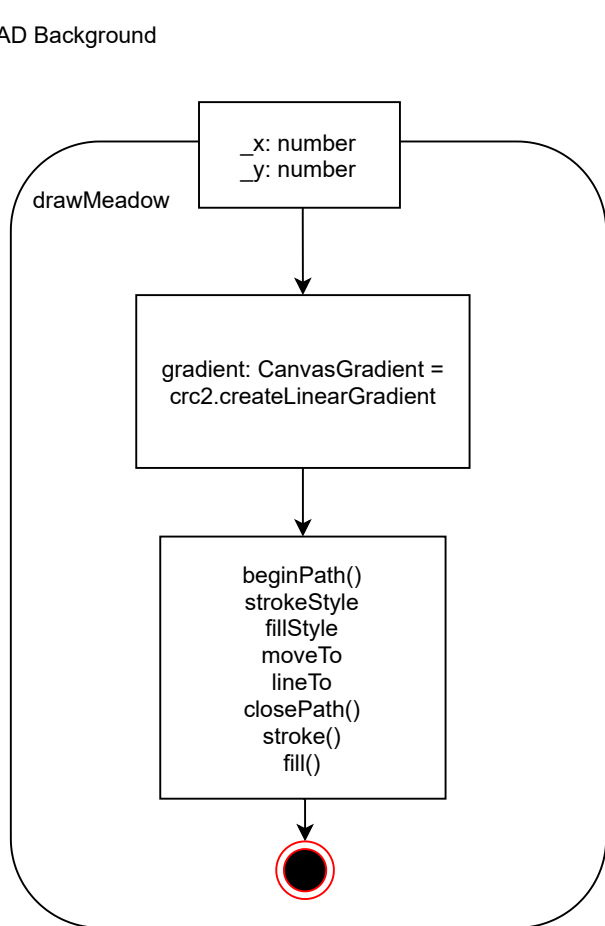 AD Background
_x: number
_y: number
drawMeadow
gradient: CanvasGradient =
crc2.createLinearGradient
beginPath()
strokeStyle
fillStyle
moveTo
lineTo
closePath()
stroke()
fill()